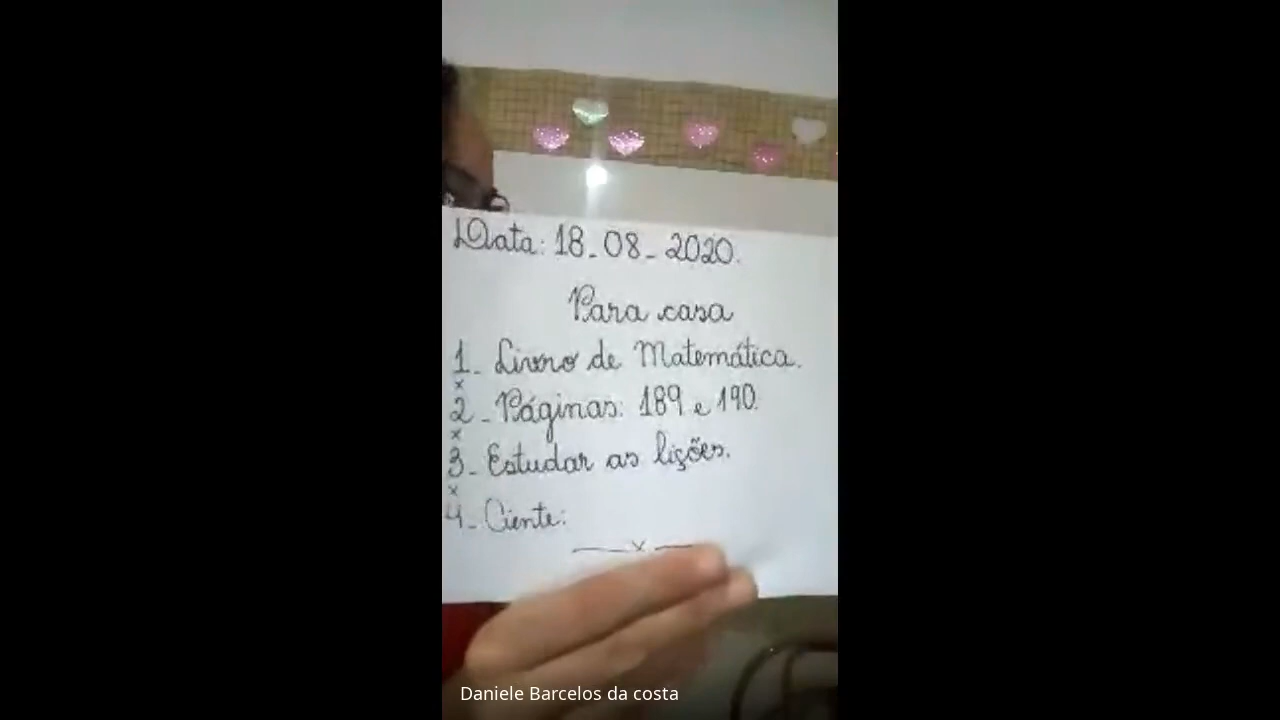 Data: 18-08-2020.
Para casa
1- Livro de Matemática.
x
2- Páginas: 189 e 190.
x
3- Estudar as lições.
x
4- Ciente:
x
Daniele Barcelos da costa